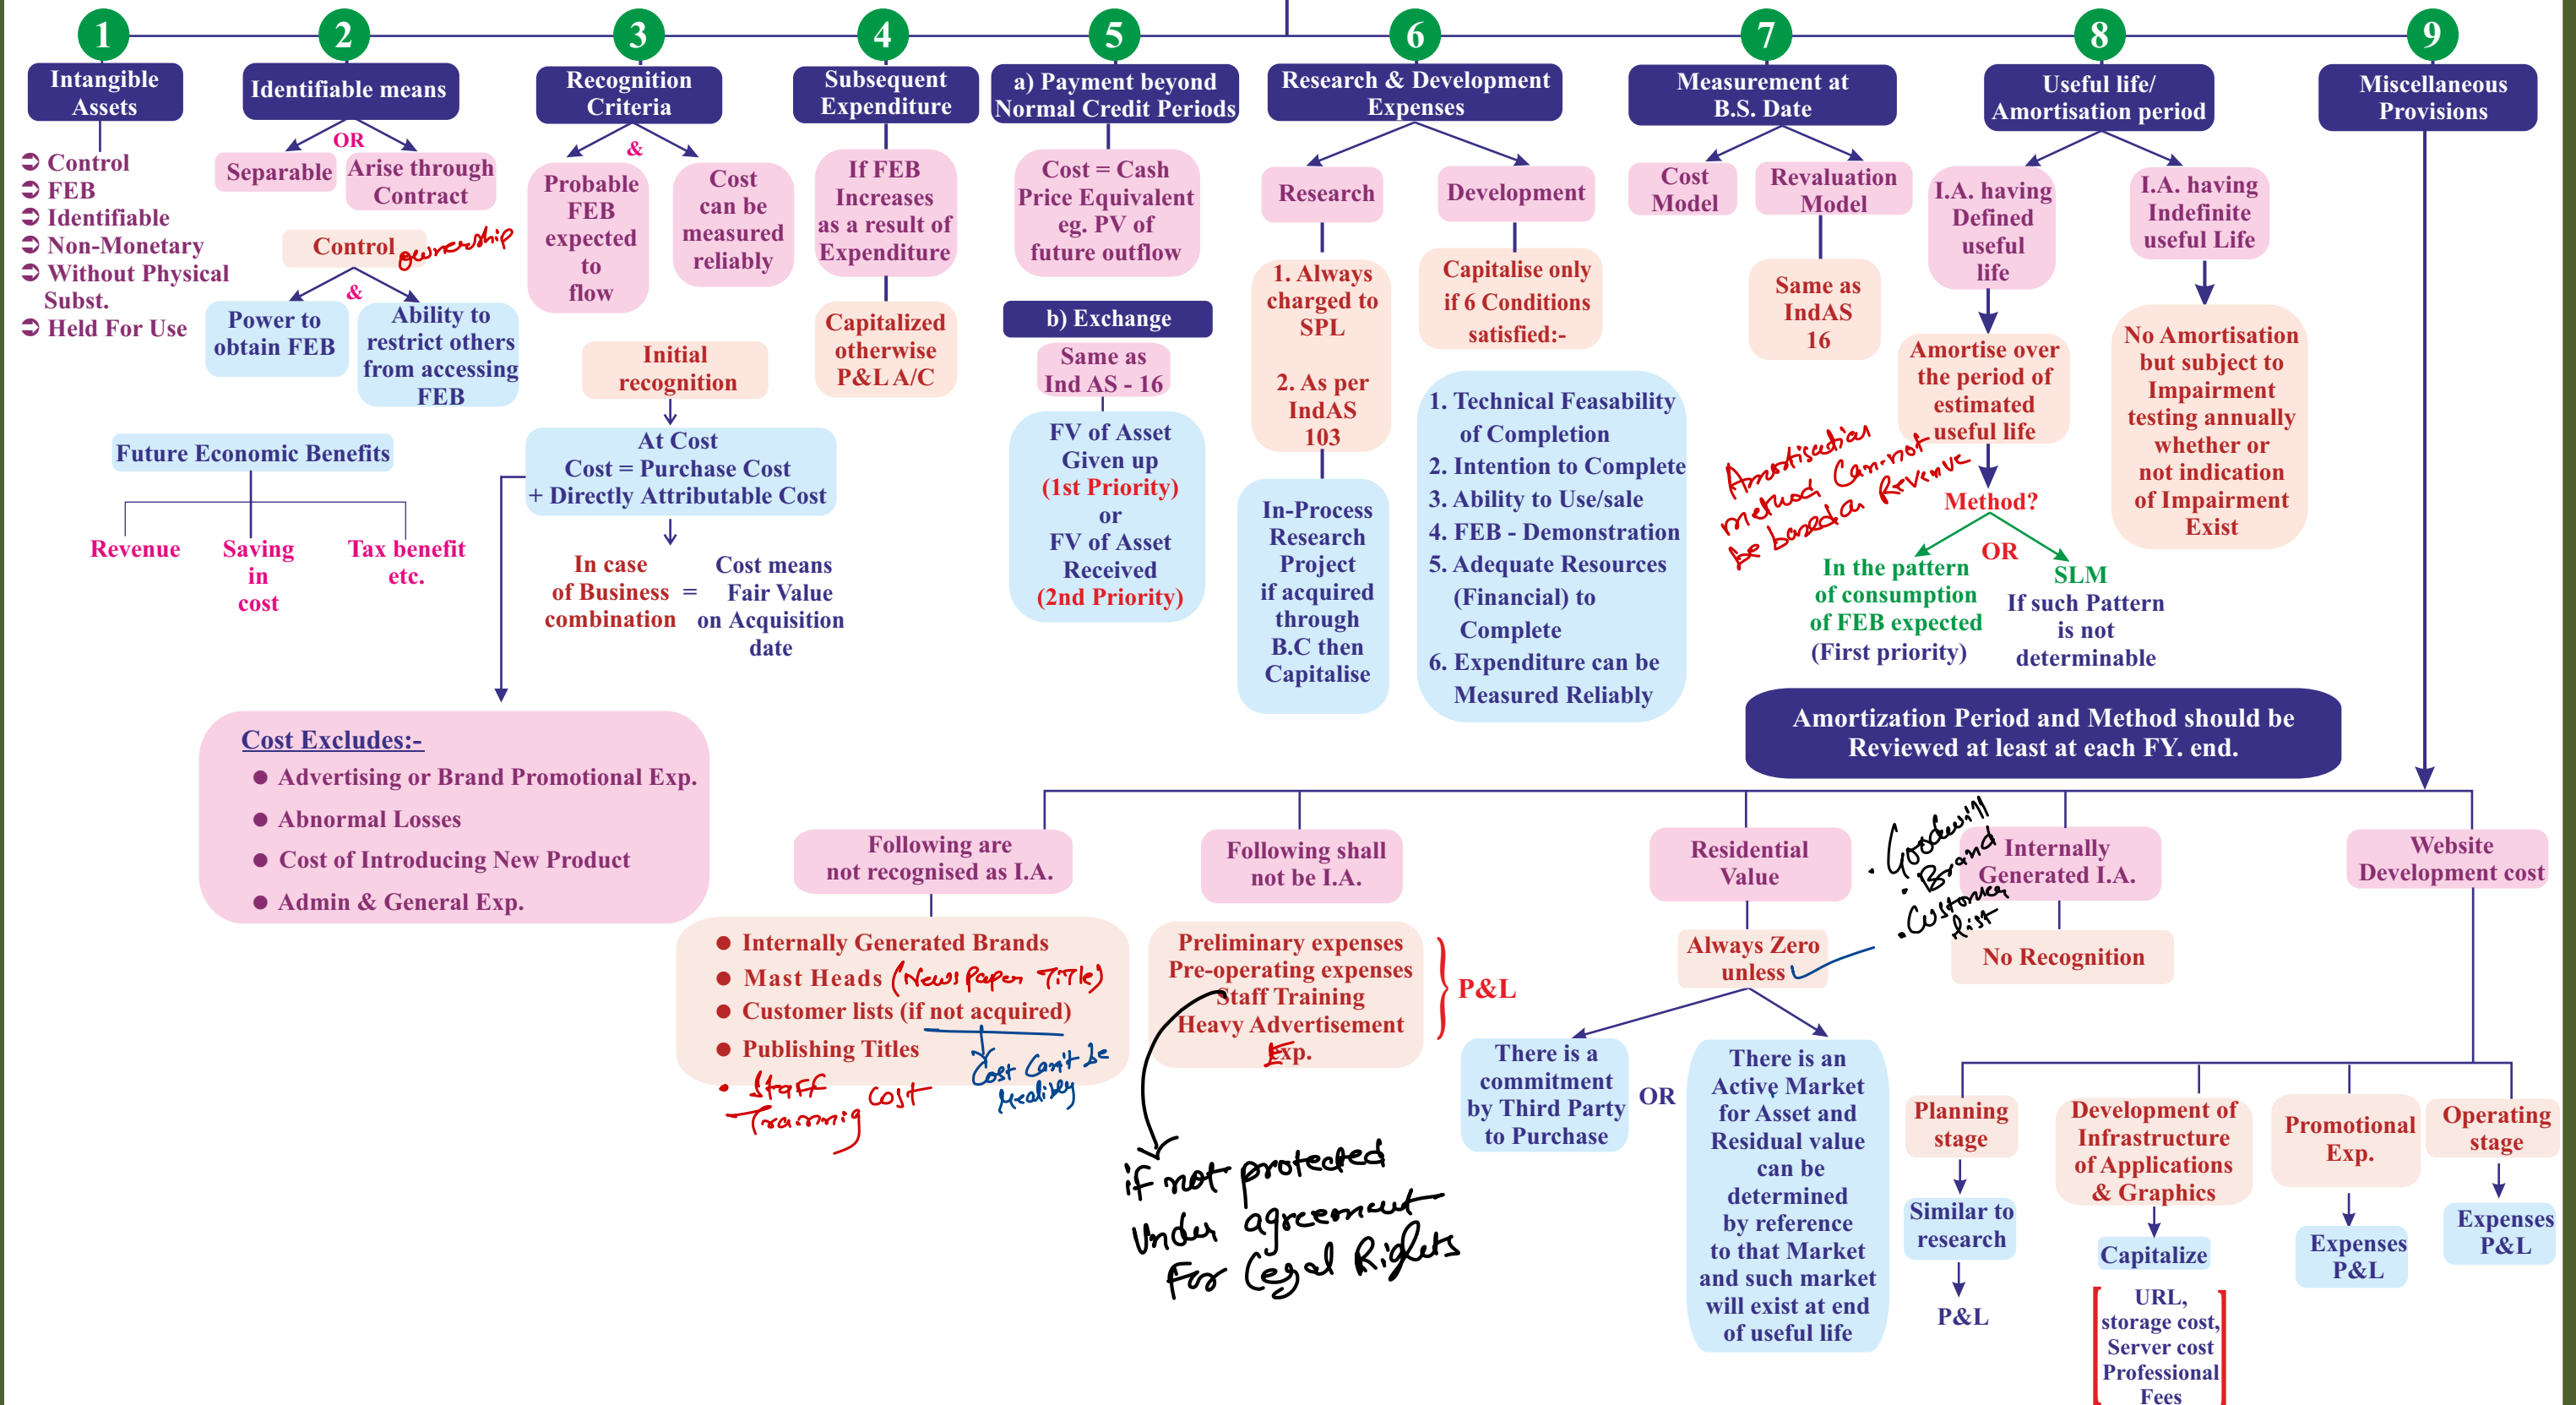 1
Intangible
Assets
➲ Control
➲ FEB
➲ Identifiable
➲ Non-Monetary
➲ Without Physical
Subst.
➲ Held For Use
2
Identifiable means
OR
Separable
Arise through
Contract
Control
ownership
&
Power to
obtain FEB
Ability to
restrict others
from accessing
FEB
Future Economic Benefits
Revenue
Saving
in
cost
Tax benefit
etc.
3
Recognition
Criteria
&
Probable
FEB
expected
to
flow
Cost
can be
measured
reliably
Initial
recognition
At Cost
Cost = Purchase Cost
+ Directly Attributable Cost
In case
of Business
combination
=
Cost means
Fair Value
on Acquisition
date
Cost Excludes:-
● Advertising or Brand Promotional Exp.
● Abnormal Losses
● Cost of Introducing New Product
● Admin & General Exp.
4
Subsequent
Expenditure
If FEB
Increases
as a result of
Expenditure
Capitalized
otherwise
P&L A/C
5
a) Payment beyond
Normal Credit Periods
Cost = Cash
Price Equivalent
eg. PV of
future outflow
b) Exchange
Same as
Ind AS - 16
FV of Asset
Given up
(1st Priority)
or
FV of Asset
Received
(2nd Priority)
6
Research & Development
Expenses
Research
1. Always
charged to
SPL
2. As per
IndAS
103
In-Process
Research
Project
if acquired
through
B.C then
Capitalise
Development
Capitalise only
if 6 Conditions
satisfied:-
1. Technical Feasability
of Completion
2. Intention to Complete
3. Ability to Use/sale
4. FEB - Demonstration
5. Adequate Resources
(Financial) to
Complete
6. Expenditure can be
Measured Reliably
7
Measurement at
B.S. Date
Cost
Model
Revaluation
Model
Same as
IndAS
16
8
Useful life/
Amortisation period
I.A. having
Defined
useful
life
Amortise over
the period of
estimated
useful life
Amortisation
method Can-not
be based on Revenue
Method?
OR
In the pattern
of consumption
of FEB expected
(First priority)
SLM
If such Pattern
is not
determinable
I.A. having
Indefinite
useful Life
No Amortisation
but subject to
Impairment
testing annually
whether or
not indication
of Impairment
Exist
Amortization Period and Method should be
Reviewed at least at each FY. end.
9
Miscellaneous
Provisions
Following are
not recognised as I.A.
● Internally Generated Brands
● Mast Heads (News Paper Title)
● Customer lists (if not acquired)
● Publishing Titles
• Staff
Training cost
Cost Can't be
Following shall
not be I.A.
Preliminary expenses
Pre-operating expenses
Staff Training
Heavy Advertisement
Exp.
P&L
if not protected
Under agreement
For Legal Rights
Residential
Value
Always Zero
unless
There is a
commitment
by Third Party
to Purchase
OR
There is an
Active Market
for Asset and
Residual value
can be
determined
by reference
to that Market
and such market
will exist at end
of useful life
• Goodwill
• Brand
• Customer
list
Internally
Generated I.A.
No Recognition
Website
Development cost
Planning
stage
Similar to
research
P&L
Development of
Infrastructure
of Applications
& Graphics
Capitalize
URL,
storage cost,
Server cost
Professional
Fees
Promotional
Exp.
Expenses
P&L
Operating
stage
Expenses
P&L